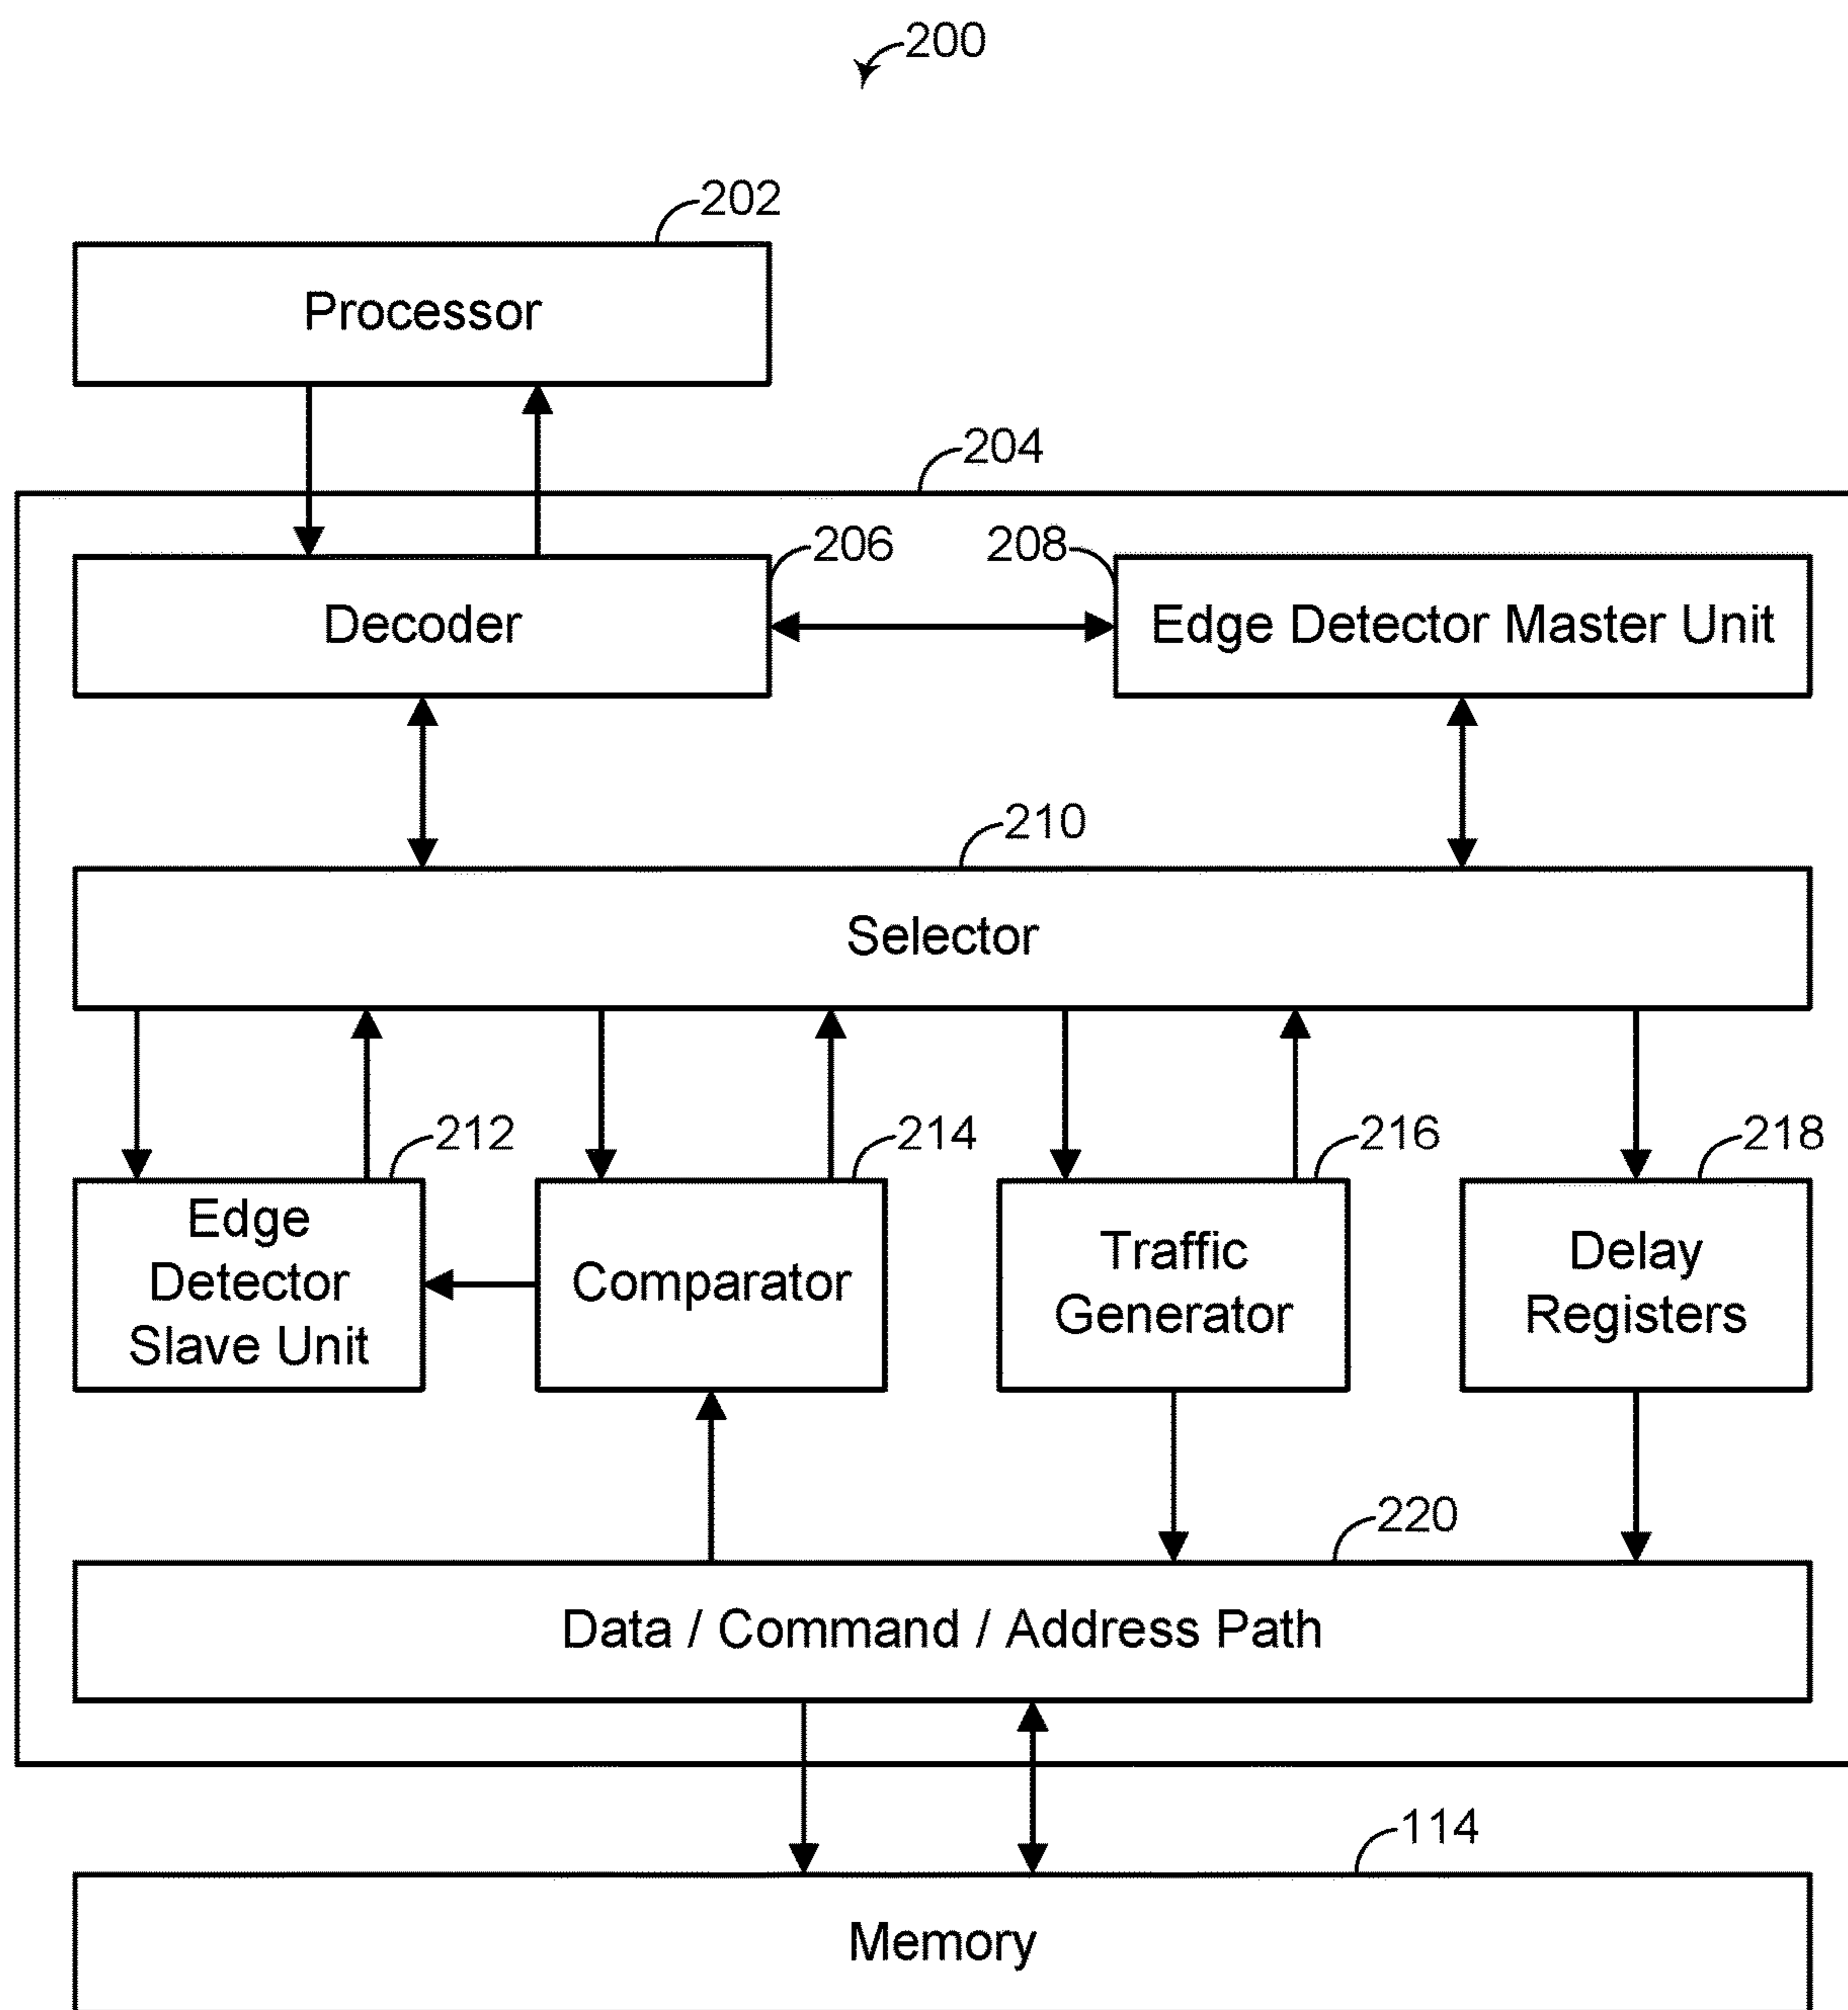 200
202
Processor
204
206
208
Decoder
Edge Detector Master Unit
210
Selector
212
214
216
218
Edge
Detector
Slave Unit
Comparator
Traffic
Generator
Delay
Registers
220
Data / Command / Address Path
114
Memory